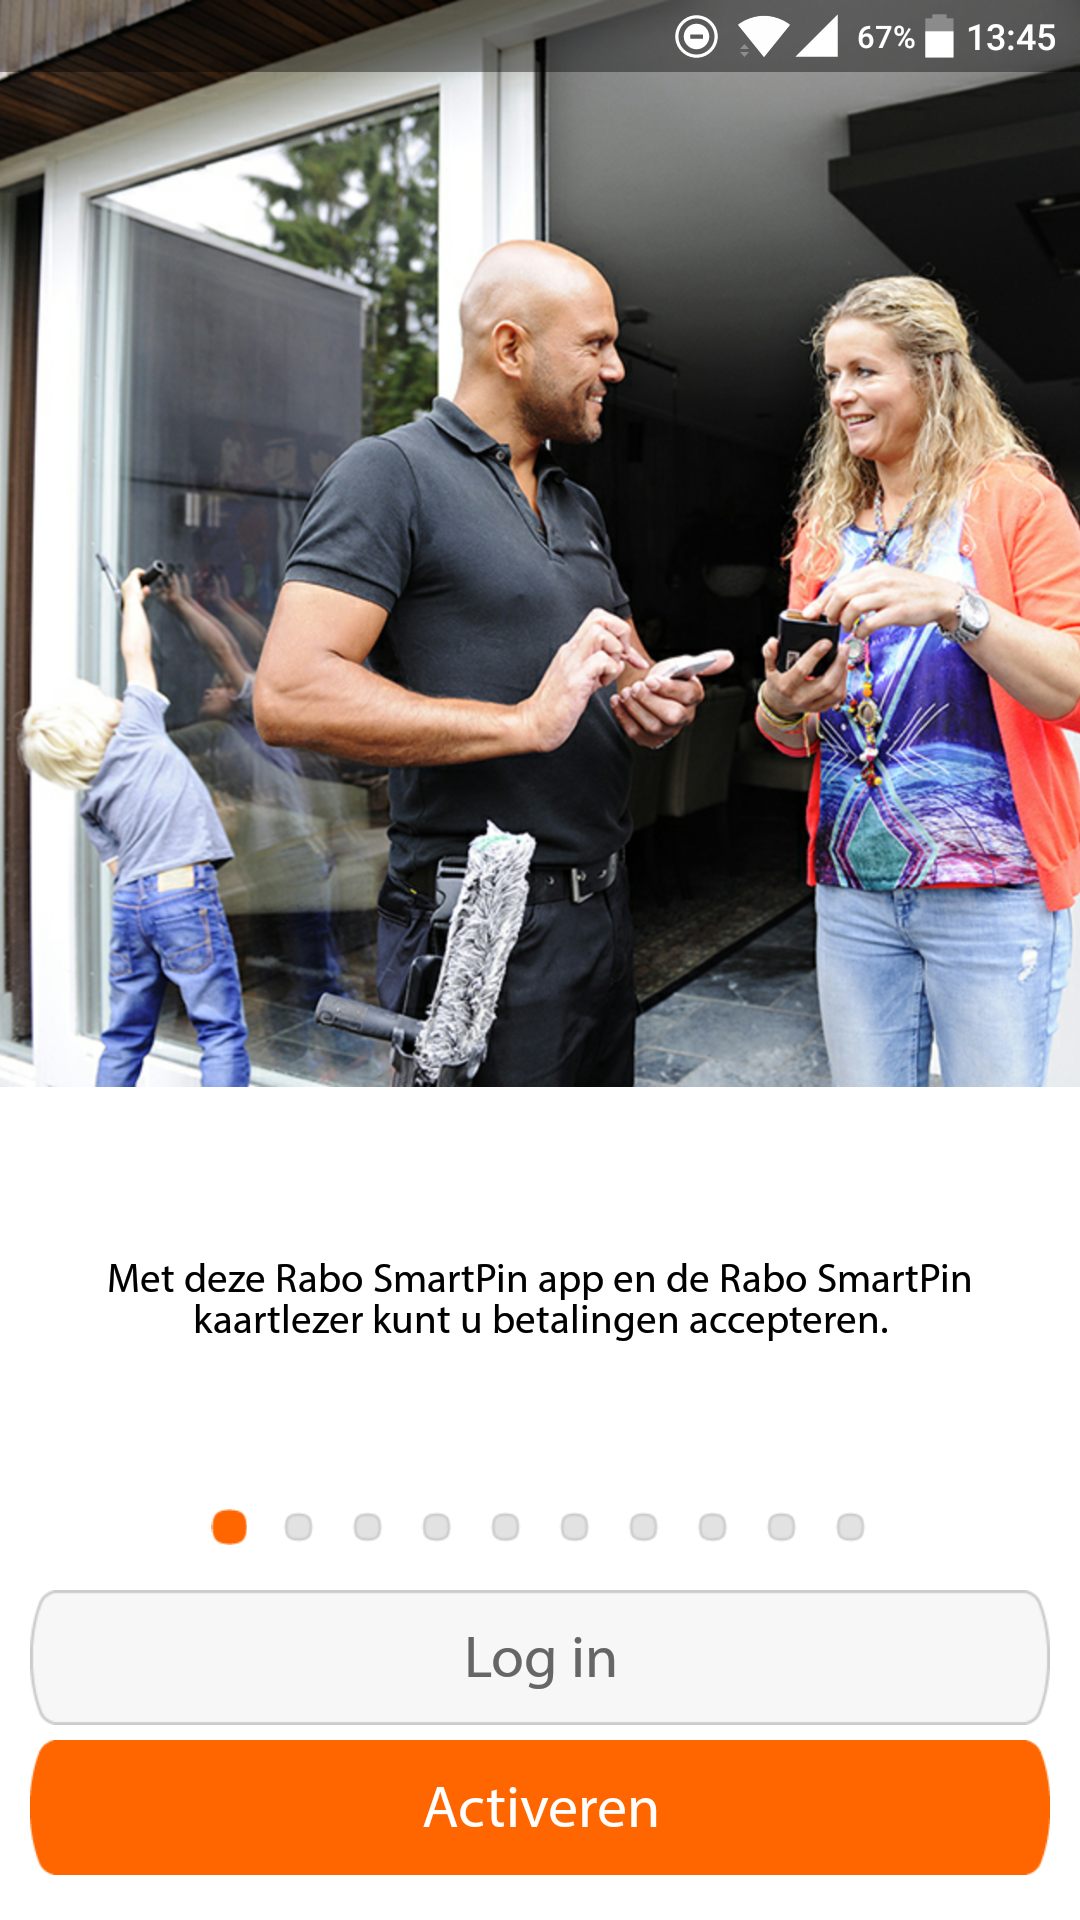 67% 13:45
Met deze Rabo SmartPin app en de Rabo SmartPin
kaartlezer kunt u betalingen accepteren.
Log in
Activeren